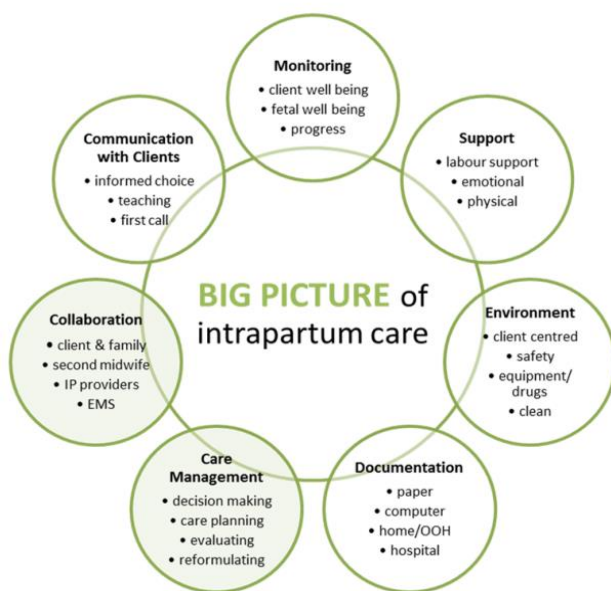 Monitoring
• client well being
• fetal well being
• progress
Support
• labour support
• emotional
• physical
Environment
• client centred
• safety
• equipment/
drugs
• clean
Documentation
• paper
• computer
• home/OOH
• hospital
Care
Management
• decision making
• care planning
• evaluating
• reformulating
Collaboration
• client & family
• second midwife
• IP providers
• EMS
Communication
with Clients
• informed choice
• teaching
• first call
BIG PICTURE of
intrapartum care